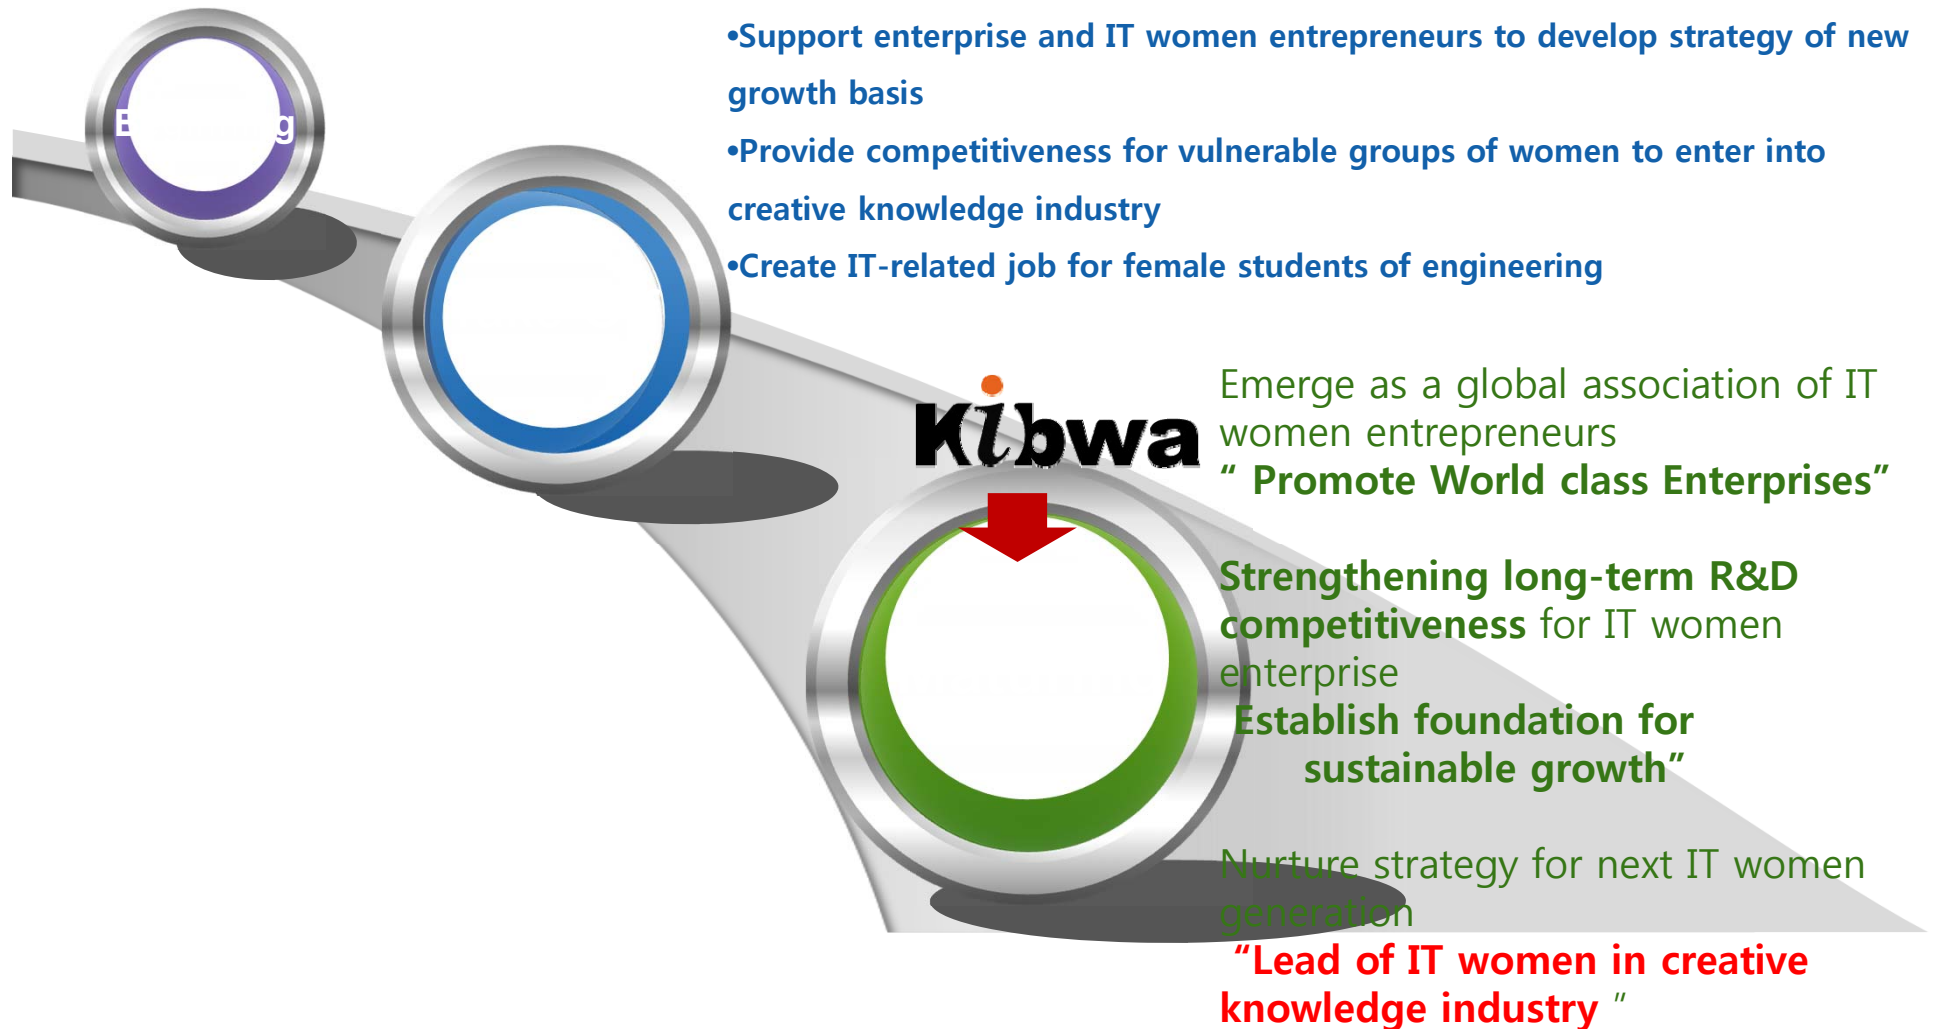 •Support enterprise and IT women entrepreneurs to develop strategy of new
growth basis
•Provide competitiveness for vulnerable groups of women to enter into
creative knowledge industry
•Create IT-related job for female students of engineering
Kibwa
Emerge as a global association of IT
women entrepreneurs
“ Promote World class Enterprises”
Strengthening long-term R&D
competitiveness for IT women
enterprise
Establish foundation for
sustainable growth”
Nurture strategy for next IT women
generation
“Lead of IT women in creative
knowledge industry ”